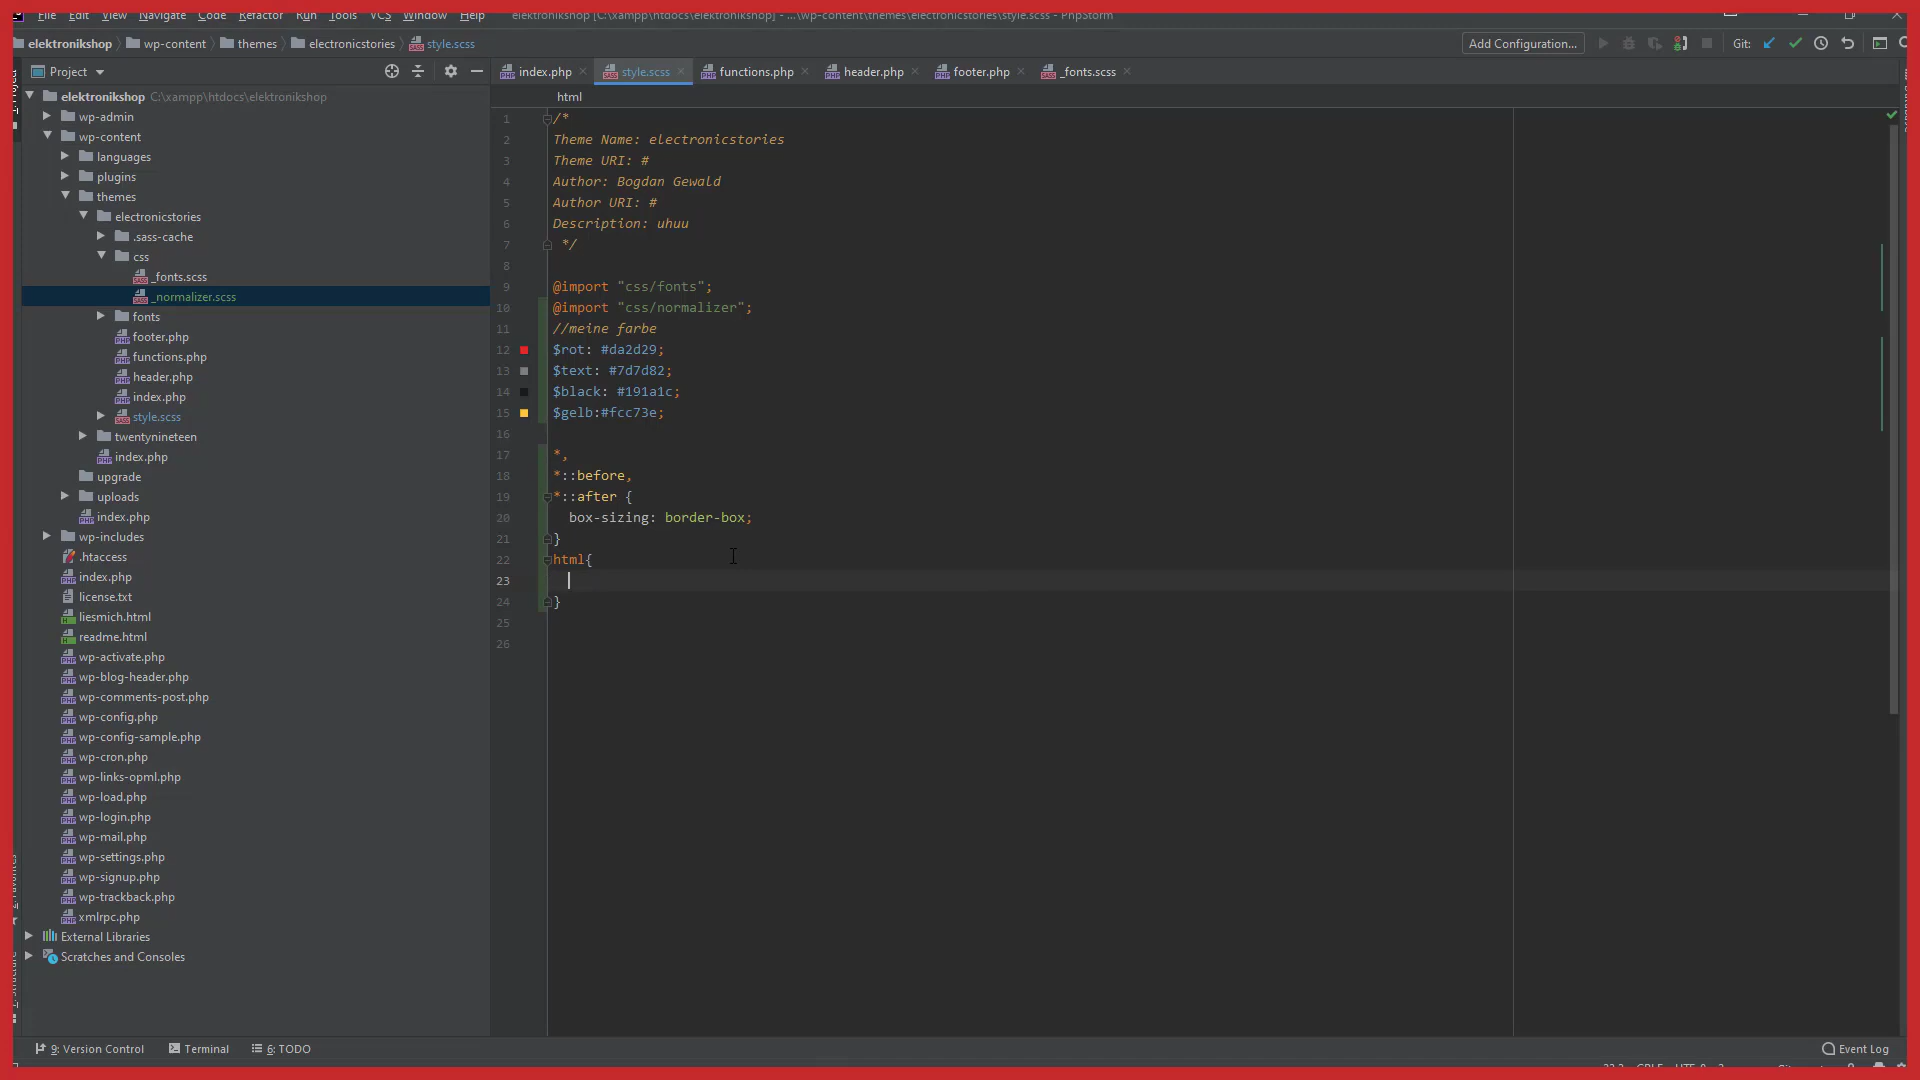 File Edit View Navigate Code Refactor Run Tools VCS Window Help elektronikshop [C:\xampp\htdocs\elektronikshop] - ...\wp-content\themes\electronicstories\style.scss - PhpStorm
elektronikshop wp-content themes electronicstories style.scss Add Configuration... Git:
Project index.php style.scss functions.php header.php footer.php _fonts.scss
html
elektronikshop C:\xampp\htdocs\elektronikshop
wp-admin
wp-content
languages
plugins
themes
electronicstories
.sass-cache
css
_fonts.scss
_normalizer.scss
fonts
footer.php
functions.php
header.php
index.php
style.scss
twentynineteen
index.php
upgrade
uploads
index.php
wp-includes
.htaccess
index.php
license.txt
liesmich.html
readme.html
wp-activate.php
wp-blog-header.php
wp-comments-post.php
wp-config.php
wp-config-sample.php
wp-cron.php
wp-links-opml.php
wp-load.php
wp-login.php
wp-mail.php
wp-settings.php
wp-signup.php
wp-trackback.php
xmlrpc.php
External Libraries
Scratches and Consoles
1 /*
2 Theme Name: electronicstories
3 Theme URI: #
4 Author: Bogdan Gewald
5 Author URI: #
6 Description: uhuu
7 */
8
9 @import "css/fonts";
10 @import "css/normalizer";
11 //meine farbe
12 $rot: #da2d29;
13 $text: #7d7d82;
14 $black: #191a1c;
15 $gelb:#fcc73e;
16
17 *,
18 *::before,
19 *::after {
20 box-sizing: border-box;
21 }
22 html{
23
24 }
25
26
9: Version Control Terminal 6: TODO Event Log